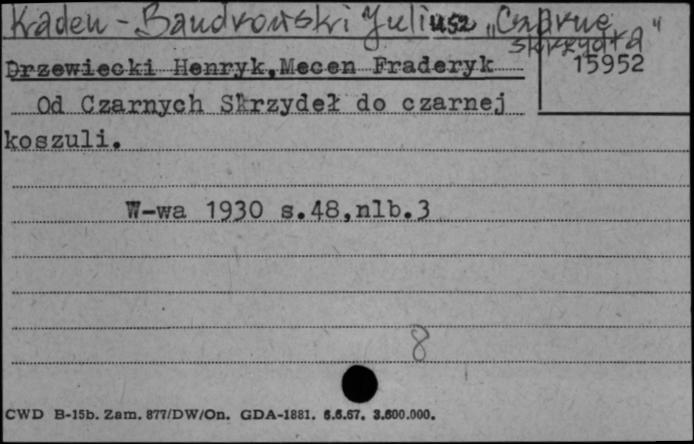 Kaden-Bandrowski Juliusz „Czarne
skrzydła"
15952
Drzewiecki Henryk,Mecen Fraderyk
Od Czarnych Skrzydeł do czarnej
koszuli.
W-wa 1930 s.48,nlb.3
8
CWD B-15b. Zam. 877/DW/On. GDA-1881. 6.6.67. 3.600.000.